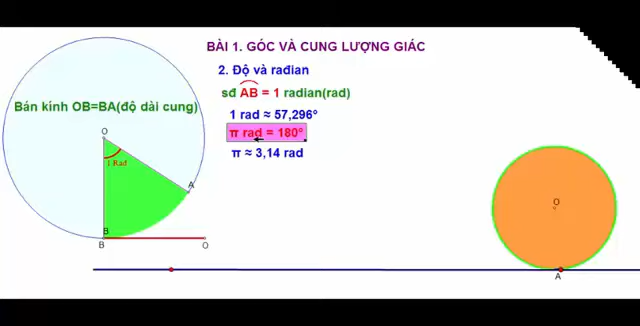 BÀI 1. GÓC VÀ CUNG LƯỢNG GIÁC
2. Độ và rađian
sđ AB = 1 radian(rad)
Bán kính OB=BA(độ dài cung)
1 rad ≈ 57,296°
π rad = 180°
π ≈ 3,14 rad
O
1 Rad
A
B
B
O
O
A